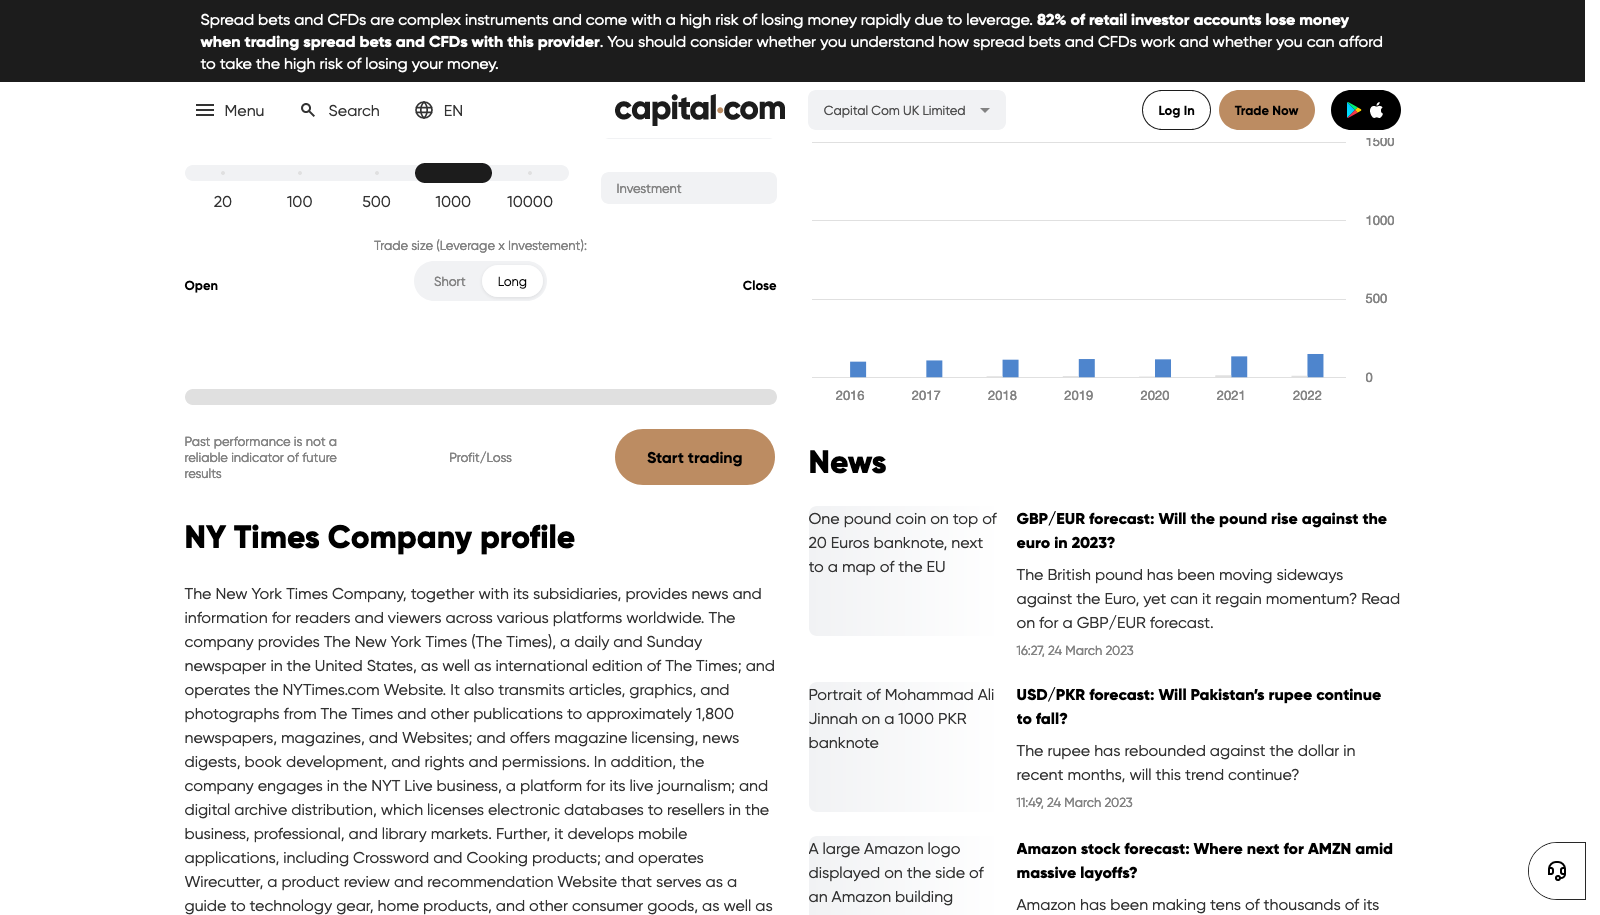 Spread bets and CFDs are complex instruments and come with a high risk of losing money rapidly due to leverage. 82% of retail investor accounts lose money
when trading spread bets and CFDs with this provider. You should consider whether you understand how spread bets and CFDs work and whether you can afford
to take the high risk of losing your money.
Menu
Search
EN
capital.com
Capital Com UK Limited
Log In
Trade Now
20
100
500
1000
10000
Investment
Trade size (Leverage x Investement):
Open
Short
Long
Close
Past performance is not a
reliable indicator of future
results
Profit/Loss
Start trading
NY Times Company profile
The New York Times Company, together with its subsidiaries, provides news and
information for readers and viewers across various platforms worldwide. The
company provides The New York Times (The Times), a daily and Sunday
newspaper in the United States, as well as international edition of The Times; and
operates the NYTimes.com Website. It also transmits articles, graphics, and
photographs from The Times and other publications to approximately 1,800
newspapers, magazines, and Websites; and offers magazine licensing, news
digests, book development, and rights and permissions. In addition, the
company engages in the NYT Live business, a platform for its live journalism; and
digital archive distribution, which licenses electronic databases to resellers in the
business, professional, and library markets. Further, it develops mobile
applications, including Crossword and Cooking products; and operates
Wirecutter, a product review and recommendation Website that serves as a
guide to technology gear, home products, and other consumer goods, as well as
1500
1000
500
0
2016
2017
2018
2019
2020
2021
2022
News
One pound coin on top of
20 Euros banknote, next
to a map of the EU
GBP/EUR forecast: Will the pound rise against the
euro in 2023?
The British pound has been moving sideways
against the Euro, yet can it regain momentum? Read
on for a GBP/EUR forecast.
16:27, 24 March 2023
Portrait of Mohammad Ali
Jinnah on a 1000 PKR
banknote
USD/PKR forecast: Will Pakistan's rupee continue
to fall?
The rupee has rebounded against the dollar in
recent months, will this trend continue?
11:49, 24 March 2023
A large Amazon logo
displayed on the side of
an Amazon building
Amazon stock forecast: Where next for AMZN amid
massive layoffs?
Amazon has been making tens of thousands of its